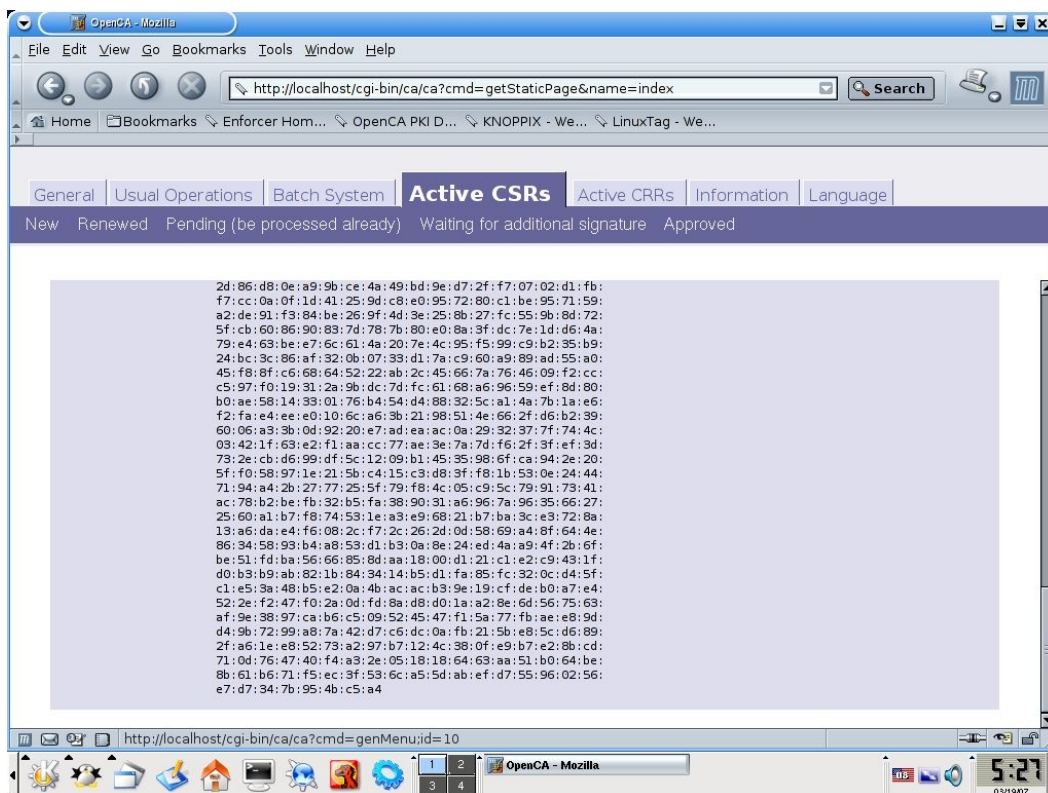 OpenCA - Mozilla
File Edit View Go Bookmarks Tools Window Help
http://localhost/cgi-bin/ca/ca?cmd=getStaticPage&name=index
Search
Home Bookmarks Enforcer Hom... OpenCA PKI D... KNOPPIX - We... LinuxTag - We...
General Usual Operations Batch System Active CSRs Active CRRs Information Language
New Renewed Pending (be processed already) Waiting for additional signature Approved
2d:86:d8:0e:a9:9b:ce:4a:49:bd:9e:d7:2f:f7:07:02:d1:fb:
f7:cc:0a:0f:1d:41:25:9d:c8:e0:95:72:80:c1:be:95:71:59:
a2:de:91:f3:84:be:26:9f:4d:3e:25:8b:27:fc:55:9b:8d:72:
5f:cb:60:86:90:83:7d:78:7b:80:e0:8a:3f:dc:7e:1d:d6:4a:
79:e4:63:be:e7:6c:61:4a:20:7e:4c:95:f5:99:c9:b2:35:b9:
24:bc:3c:86:af:32:0b:07:33:d1:7a:c9:60:a9:89:ad:55:a0:
45:f8:8f:c6:68:64:52:22:ab:2c:45:66:7a:76:46:09:f2:cc:
c5:97:f0:19:31:2a:9b:dc:7d:fc:61:68:a6:96:59:ef:8d:80:
b0:ae:58:14:33:01:76:b4:54:d4:88:32:5c:a1:4a:7b:1a:e6:
f2:fa:e4:ee:e0:10:6c:a6:3b:21:98:51:4e:66:2f:d6:b2:39:
60:06:a3:3b:0d:92:20:e7:ad:ea:ac:0a:29:32:37:7f:74:4c:
03:42:1f:63:e2:f1:aa:cc:77:ae:3e:7a:7d:f6:2f:3f:ef:3d:
73:2e:cb:d6:99:df:5c:12:09:b1:45:35:98:6f:ca:94:2e:20:
5f:f0:58:97:1e:21:5b:c4:15:c3:d8:3f:f8:1b:53:0e:24:44:
71:94:a4:2b:27:77:25:5f:79:f8:4c:05:c9:5c:79:91:73:41:
ac:78:b2:be:fb:32:b5:fa:38:90:31:a6:96:7a:96:35:66:27:
25:60:a1:b7:f8:74:53:1e:a3:e9:68:21:b7:ba:3c:e3:72:8a:
13:a6:da:e4:f6:08:2c:f7:2c:26:2d:0d:58:69:a4:8f:64:4e:
86:34:58:93:b4:a8:53:d1:b3:0a:8e:24:ed:4a:a9:4f:2b:6f:
be:51:fd:ba:56:66:85:8d:aa:18:00:d1:21:c1:e2:c9:43:1f:
d0:b3:b9:ab:82:1b:84:34:14:b5:d1:fa:85:fc:32:0c:d4:5f:
c1:e5:3a:48:b5:e2:0a:4b:ac:ac:b3:9e:19:cf:de:b0:a7:e4:
52:2e:f2:47:f0:2a:0d:fd:8a:d8:d0:1a:a2:8e:6d:56:75:63:
af:9e:38:97:ca:b6:c5:09:52:45:47:f1:5a:77:fb:ae:e8:9d:
d4:9b:72:99:a8:7a:42:d7:c6:dc:0a:fb:21:5b:e8:5c:d6:89:
2f:a6:1e:e8:52:73:a2:97:b7:12:4c:38:0f:e9:b7:e2:8b:cd:
71:0d:76:47:40:f4:a3:2e:05:18:18:64:63:aa:51:b0:64:be:
8b:61:b6:71:f5:ec:3f:53:6c:a5:5d:ab:ef:d7:55:96:02:56:
e7:d7:34:7b:95:4b:c5:a4
http://localhost/cgi-bin/ca/ca?cmd=genMenu;id=10
1 2
OpenCA - Mozilla
3 4
us
5:27
03/19/07